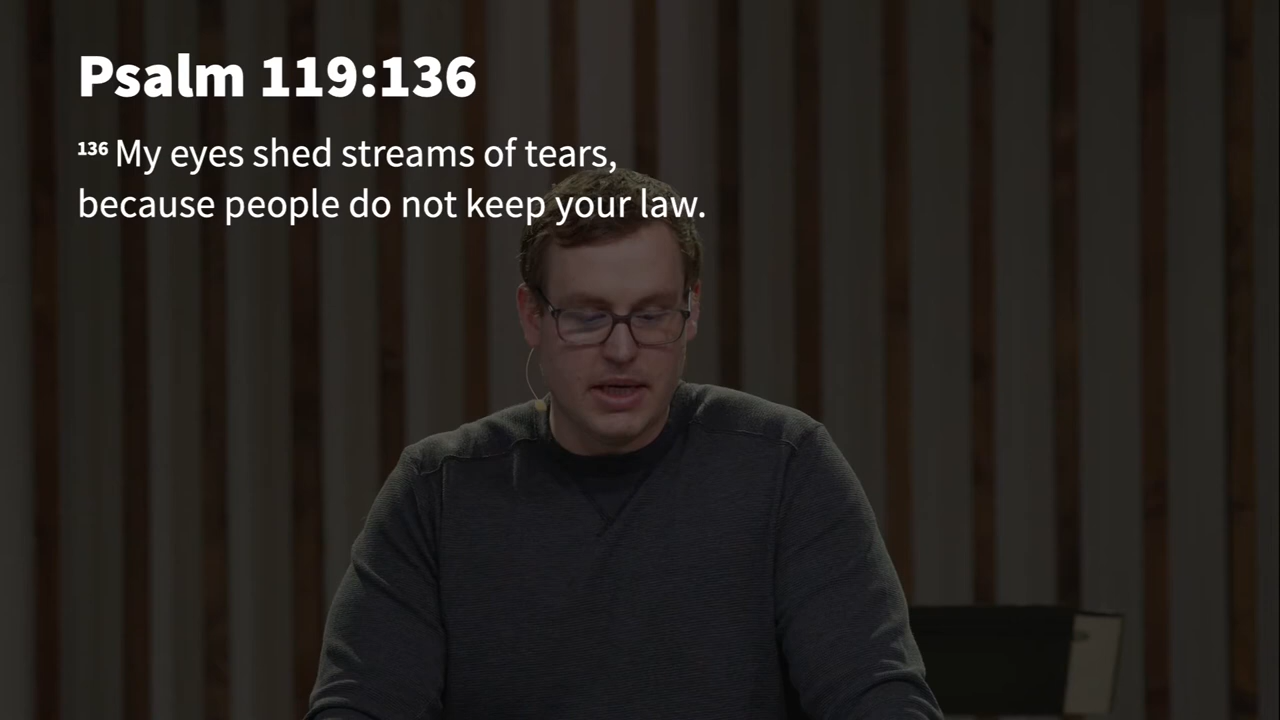 Psalm 119:136
136 My eyes shed streams of tears,
because people do not keep your law.